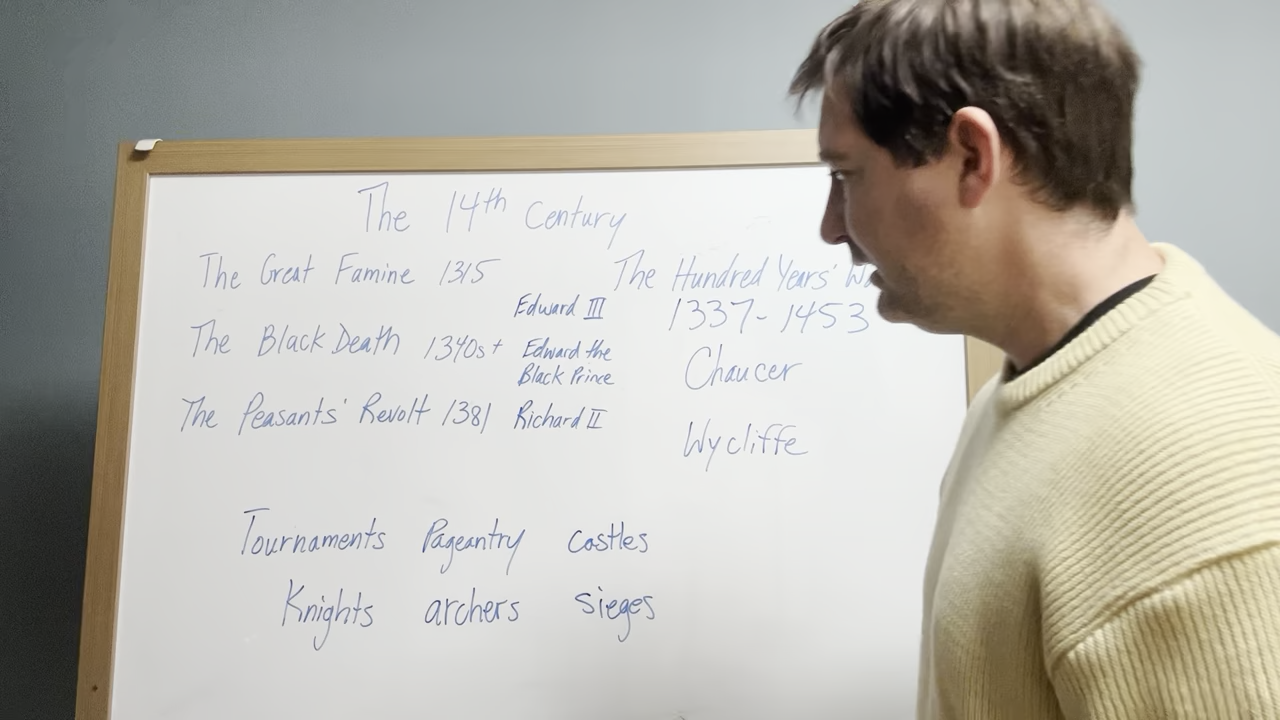 The 14th Century
The Great Famine 1315
The Black Death 1340s+
The Peasants' Revolt 1381
Edward III
Edward the
Black Prince
Richard II
The Hundred Years'
1337-1453
Chaucer
Wycliffe
Tournaments Pageantry castles
Knights archers sieges